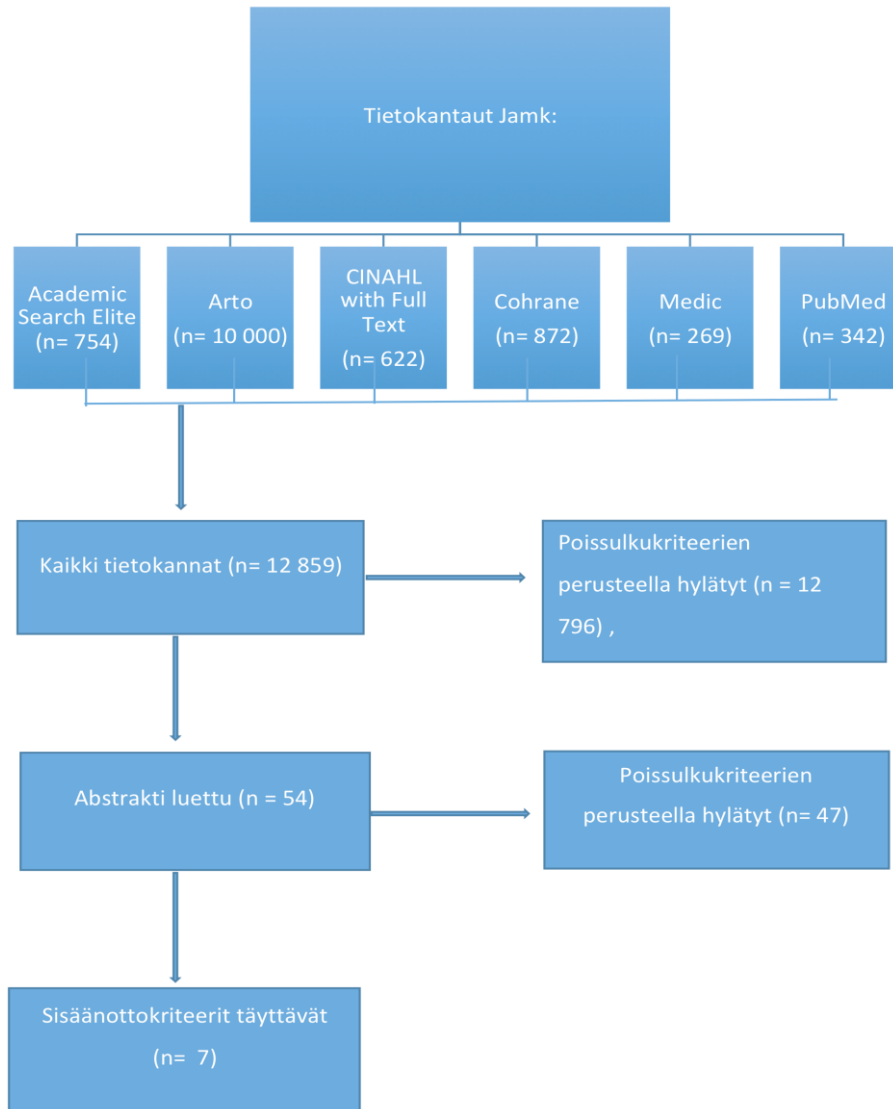 Tietokantaut Jamk:
Academic
Search Elite
(n= 754)
Arto
(n= 10 000)
CINAHL
with Full
Text
(n= 622)
Cohrane
(n= 872)
Medic
(n= 269)
PubMed
(n= 342)
Kaikki tietokannat (n= 12 859)
Poissulkukriteerien
perusteella hylätyt (n = 12
796) ,
Abstrakti luettu (n = 54)
Poissulkukriteerien
perusteella hylätyt (n= 47)
Sisäänottokriteerit täyttävät
(n= 7)